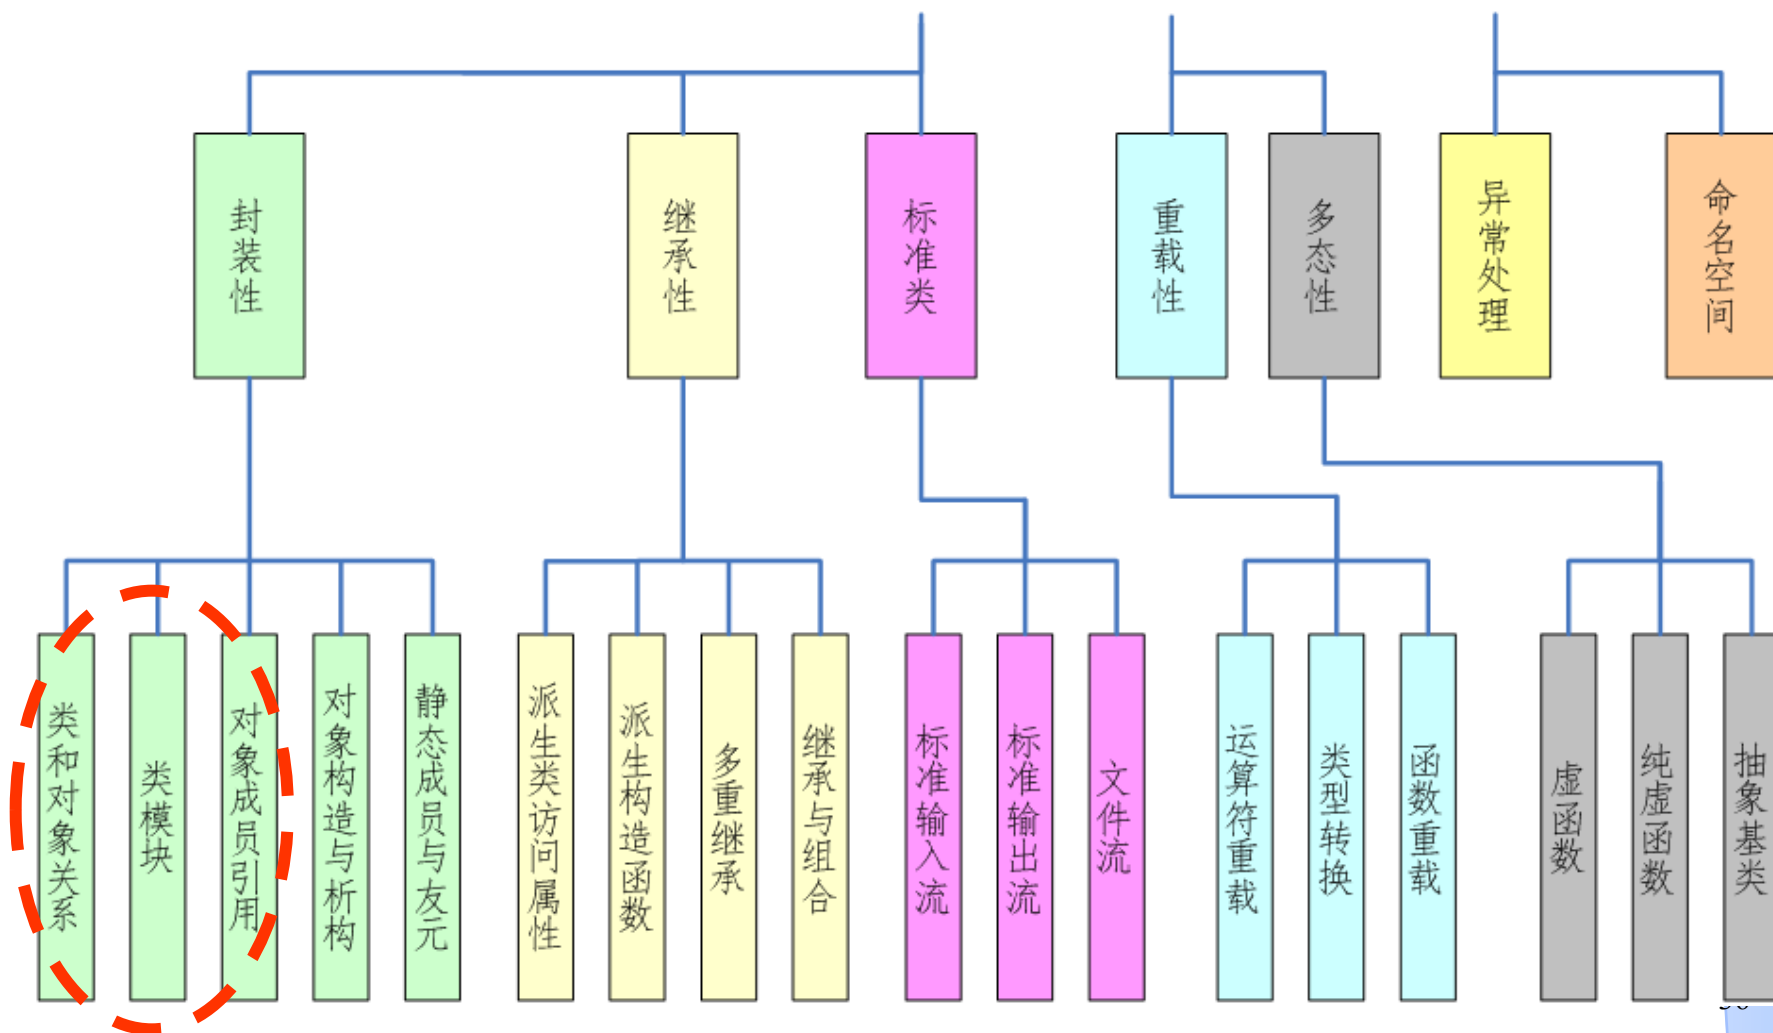 封装性
继承性
标准类
重载性
多态性
异常处理
命名空间
类和对象关系
类模块
对象成员引用
对象构造与析构
静态成员与友元
派生类访问属性
派生构造函数
多重继承
继承与组合
标准输入流
标准输出流
文件流
运算符重载
类型转换
函数重载
虚函数
纯虚函数
抽象基类